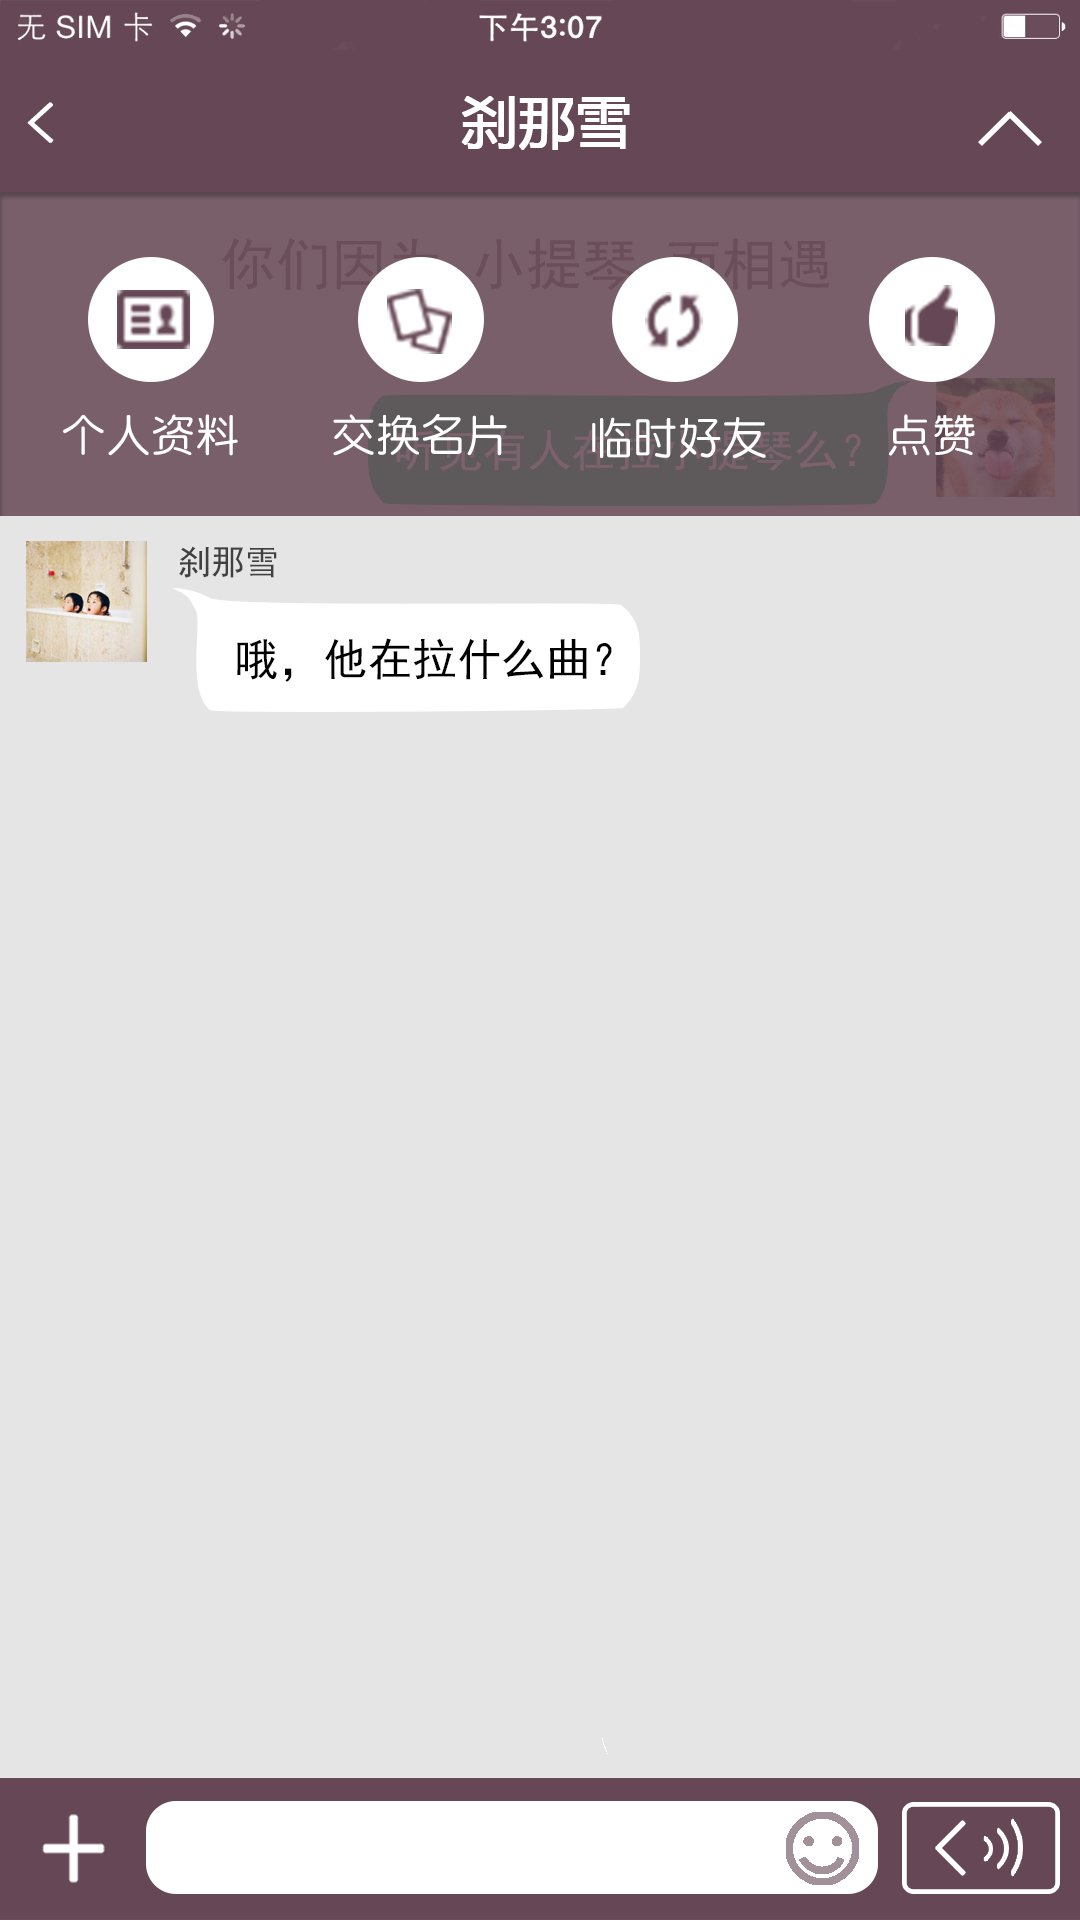 无 SIM 卡
下午3:07
刹那雪
你们因为 小提琴 而相遇
听见有人在拉小提琴么？
个人资料
交换名片
临时好友
点赞
刹那雪
哦，他在拉什么曲？